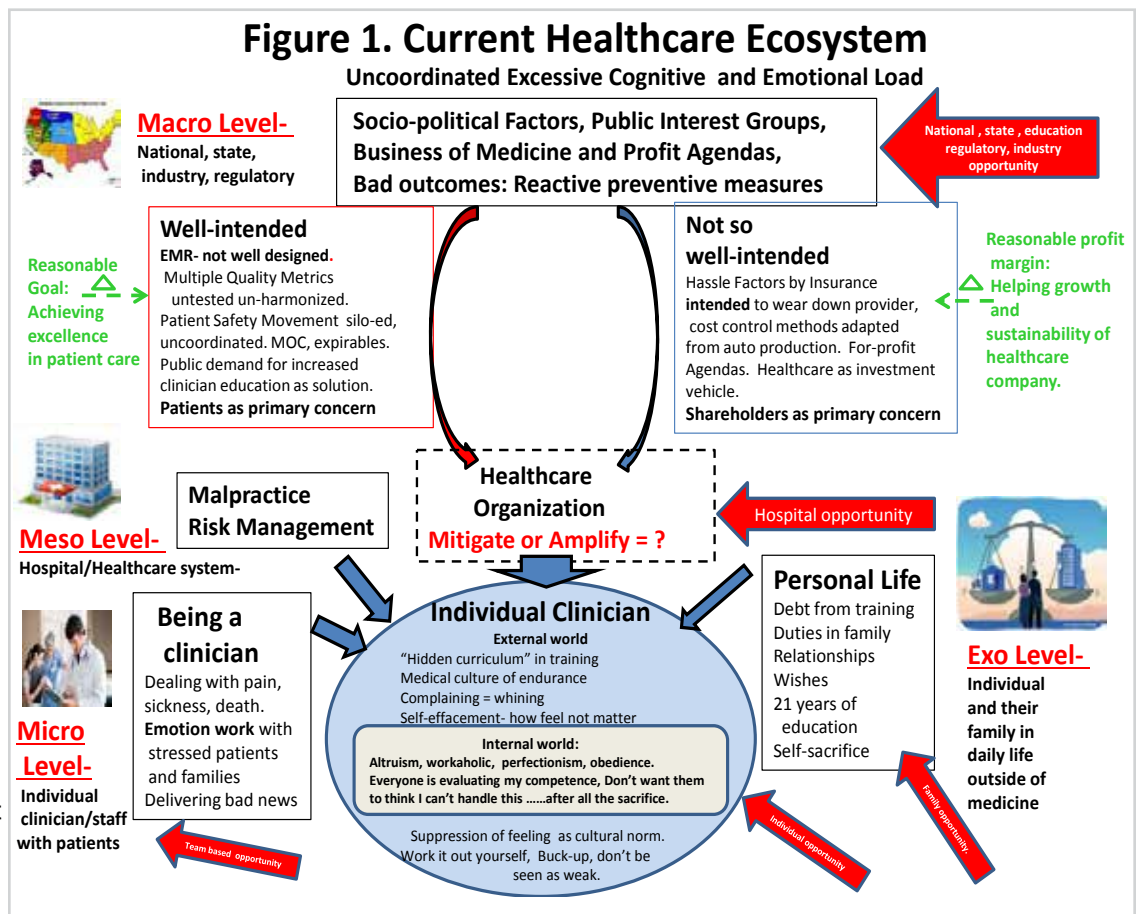 Figure 1. Current Healthcare Ecosystem
Uncoordinated Excessive Cognitive and Emotional Load
Macro Level-
National, state,
industry, regulatory
Socio-political Factors, Public Interest Groups,
Business of Medicine and Profit Agendas,
Bad outcomes: Reactive preventive measures
National , state , education
regulatory, industry
opportunity
Reasonable
Goal:
Achieving
excellence
in patient care
Well-intended
EMR- not well designed.
Multiple Quality Metrics
untested un-harmonized.
Patient Safety Movement silo-ed,
uncoordinated. MOC, expirables.
Public demand for increased
clinician education as solution.
Patients as primary concern
Not so
well-intended
Hassle Factors by Insurance
intended to wear down provider,
cost control methods adapted
from auto production. For-profit
Agendas. Healthcare as investment
vehicle.
Shareholders as primary concern
Reasonable profit
margin:
Helping growth
and
sustainability of
healthcare
company.
Meso Level-
Hospital/Healthcare system-
Malpractice
Risk Management
Healthcare
Organization
Mitigate or Amplify = ?
Hospital opportunity
Micro
Level-
Individual
clinician/staff
with patients
Being a
clinician
Dealing with pain,
sickness, death.
Emotion work with
stressed patients
and families
Delivering bad news
Team based opportunity
Individual Clinician
External world
“Hidden curriculum” in training
Medical culture of endurance
Complaining = whining
Self-effacement- how feel not matter
Internal world:
Altruism, workaholic, perfectionism, obedience.
Everyone is evaluating my competence, Don’t want them
to think I can’t handle this ......after all the sacrifice.
Suppression of feeling as cultural norm.
Work it out yourself, Buck-up, don’t be
seen as weak.
Individual opportunity
Personal Life
Debt from training
Duties in family
Relationships
Wishes
21 years of
education
Self-sacrifice
Family opportunity.
Exo Level-
Individual
and their
family in
daily life
outside of
medicine